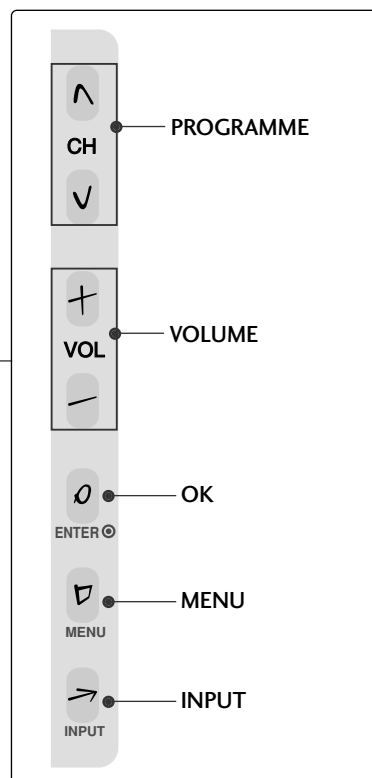 CH
PROGRAMME
VOL
VOLUME
OK
ENTER
MENU
MENU
INPUT
INPUT